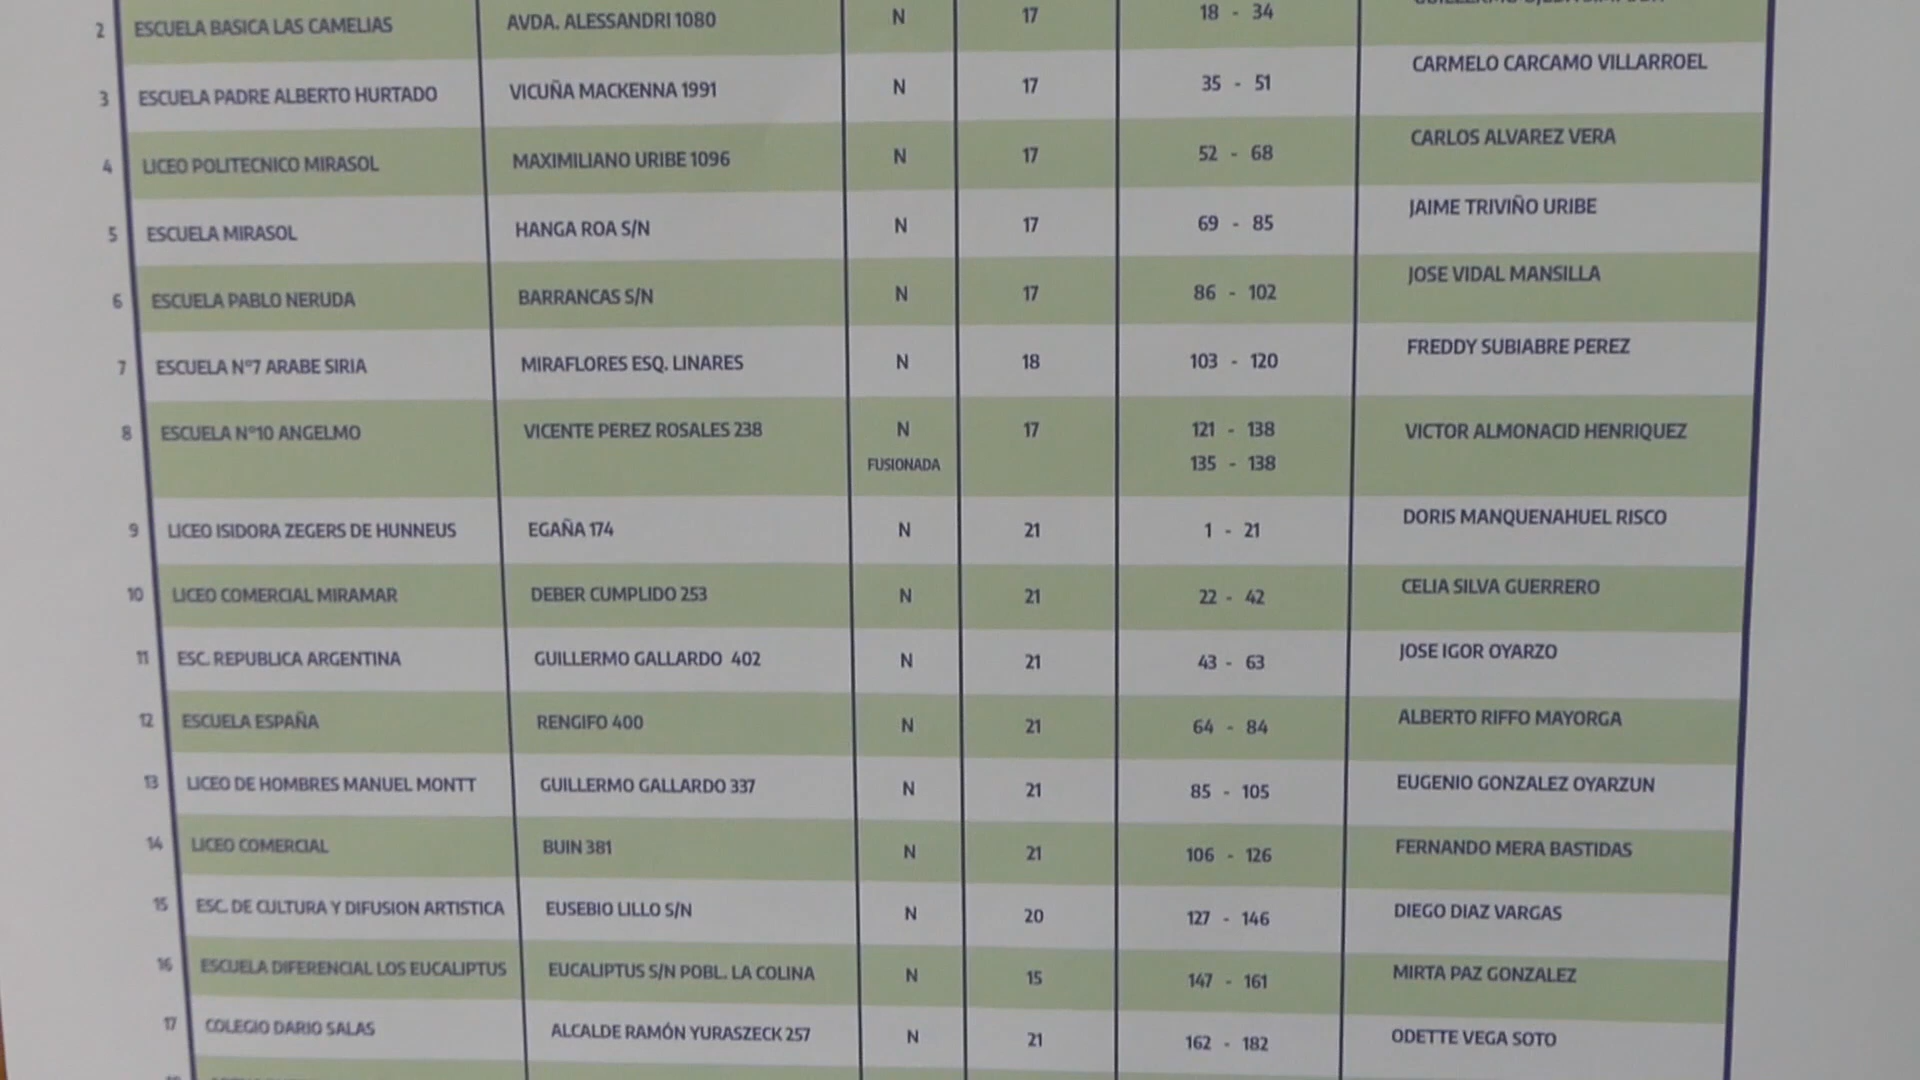 2 ESCUELA BASICA LAS CAMELIAS AVDA. ALESSANDRI 1080 N 17 18 - 34
3 ESCUELA PADRE ALBERTO HURTADO VICUÑA MACKENNA 1991 N 17 35 - 51 CARMELO CARCAMO VILLARROEL
4 LICEO POLITECNICO MIRASOL MAXIMILIANO URIBE 1096 N 17 52 - 68 CARLOS ALVAREZ VERA
5 ESCUELA MIRASOL HANGA ROA S/N N 17 69 - 85 JAIME TRIVIÑO URIBE
6 ESCUELA PABLO NERUDA BARRANCAS S/N N 17 86 - 102 JOSE VIDAL MANSILLA
7 ESCUELA Nº7 ARABE SIRIA MIRAFLORES ESQ. LINARES N 18 103 - 120 FREDDY SUBIABRE PEREZ
8 ESCUELA Nº10 ANGELMO VICENTE PEREZ ROSALES 238 N 17 121 - 138 VICTOR ALMONACID HENRIQUEZ
FUSIONADA 135 - 138
9 LICEO ISIDORA ZEGERS DE HUNNEUS EGAÑA 174 N 21 1 - 21 DORIS MANQUENAHUEL RISCO
10 LICEO COMERCIAL MIRAMAR DEBER CUMPLIDO 253 N 21 22 - 42 CELIA SILVA GUERRERO
11 ESC. REPUBLICA ARGENTINA GUILLERMO GALLARDO 402 N 21 43 - 63 JOSE IGOR OYARZO
12 ESCUELA ESPAÑA RENGIFO 400 N 21 64 - 84 ALBERTO RIFFO MAYORGA
13 LICEO DE HOMBRES MANUEL MONTT GUILLERMO GALLARDO 337 N 21 85 - 105 EUGENIO GONZALEZ OYARZUN
14 LICEO COMERCIAL BUIN 381 N 21 106 - 126 FERNANDO MERA BASTIDAS
15 ESC. DE CULTURA Y DIFUSION ARTISTICA EUSEBIO LILLO S/N N 20 127 - 146 DIEGO DIAZ VARGAS
16 ESCUELA DIFERENCIAL LOS EUCALIPTUS EUCALIPTUS S/N POBL. LA COLINA N 15 147 - 161 MIRTA PAZ GONZALEZ
17 COLEGIO DARIO SALAS ALCALDE RAMÓN YURASZECK 257 N 21 162 - 182 ODETTE VEGA SOTO